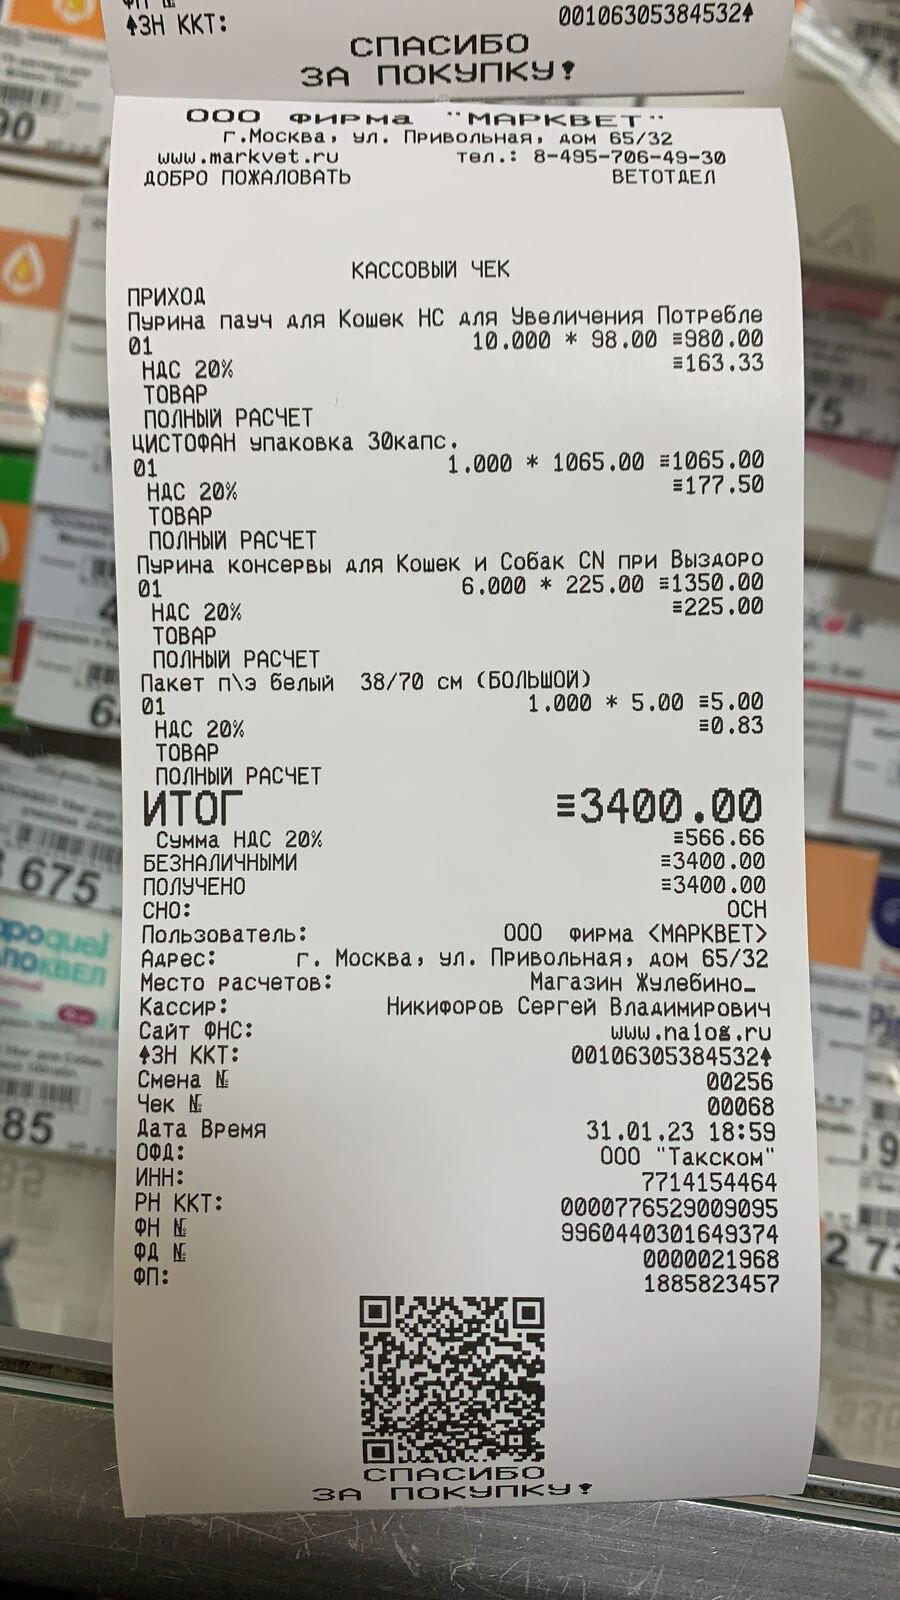 ЗН ККТ: 00106305384532
СПАСИБО
ЗА ПОКУПКУ!
ООО ФИРМА "МАРКВЕТ"
г.Москва, ул. Привольная, дом 65/32
www.markvet.ru тел.: 8-495-706-49-30
ДОБРО ПОЖАЛОВАТЬ ВЕТОТДЕЛ
КАССОВЫЙ ЧЕК
ПРИХОД
Пурина пауч для Кошек НС для Увеличения Потребле
01 10.000 * 98.00 ≡980.00
НДС 20% ≡163.33
ТОВАР
ПОЛНЫЙ РАСЧЕТ
ЦИСТОФАН упаковка 30капс.
01 1.000 * 1065.00 ≡1065.00
НДС 20% ≡177.50
ТОВАР
ПОЛНЫЙ РАСЧЕТ
Пурина консервы для Кошек и Собак CN при Выздоро
01 6.000 * 225.00 ≡1350.00
НДС 20% ≡225.00
ТОВАР
ПОЛНЫЙ РАСЧЕТ
Пакет п\э белый 38/70 см (БОЛЬШОЙ)
01 1.000 * 5.00 ≡5.00
НДС 20% ≡0.83
ТОВАР
ПОЛНЫЙ РАСЧЕТ
ИТОГ ≡3400.00
Сумма НДС 20% ≡566.66
БЕЗНАЛИЧНЫМИ ≡3400.00
ПОЛУЧЕНО ≡3400.00
СНО: ОСН
Пользователь: ООО фирма <МАРКВЕТ>
Адрес: г. Москва, ул. Привольная, дом 65/32
Место расчетов: Магазин Жулебино_
Кассир: Никифоров Сергей Владимирович
Сайт ФНС: www.nalog.ru
ЗН ККТ: 00106305384532
Смена № 00256
Чек № 00068
Дата Время 31.01.23 18:59
ОФД: ООО "Такском"
ИНН: 7714154464
РН ККТ: 0000776529009095
ФН № 9960440301649374
ФД № 0000021968
ФП: 1885823457
СПАСИБО
ЗА ПОКУПКУ!
675
85